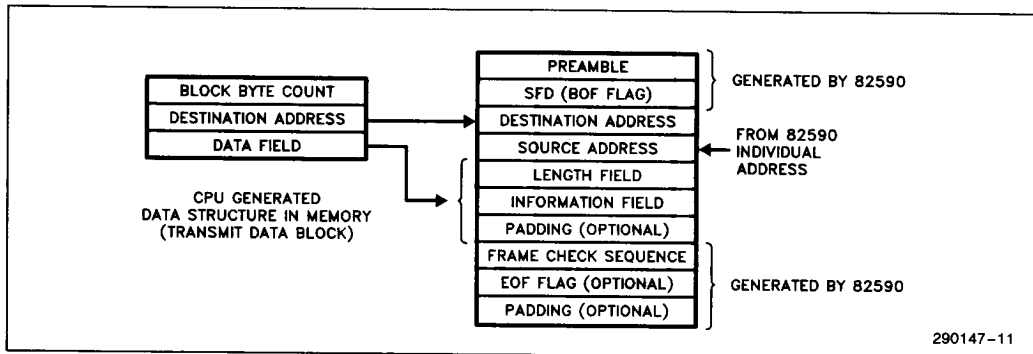 BLOCK BYTE COUNT
DESTINATION ADDRESS
DATA FIELD
CPU GENERATED
DATA STRUCTURE IN MEMORY
(TRANSMIT DATA BLOCK)
PREAMBLE
SFD (BOF FLAG)
DESTINATION ADDRESS
SOURCE ADDRESS
LENGTH FIELD
INFORMATION FIELD
PADDING (OPTIONAL)
FRAME CHECK SEQUENCE
EOF FLAG (OPTIONAL)
PADDING (OPTIONAL)
GENERATED BY 82590
FROM 82590
INDIVIDUAL
ADDRESS
GENERATED BY 82590
290147-11